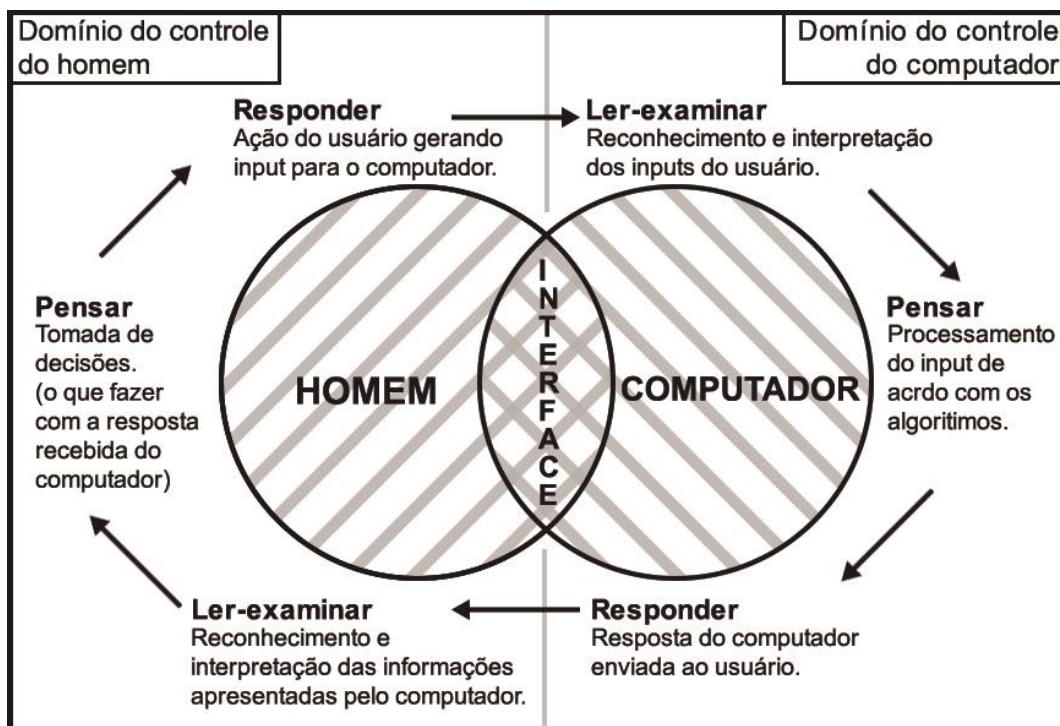 Domínio do controle
do homem
Domínio do controle
do computador
Responder
Ação do usuário gerando
input para o computador.
Ler-examinar
Reconhecimento e interpretação
dos inputs do usuário.
Pensar
Tomada de
decisões.
(o que fazer
com a resposta
recebida do
computador)
HOMEM
INTERFACE
COMPUTADOR
Pensar
Processamento
do input de
acrdo com os
algoritimos.
Ler-examinar
Reconhecimento e
interpretação das informações
apresentadas pelo computador.
Responder
Resposta do computador
enviada ao usuário.